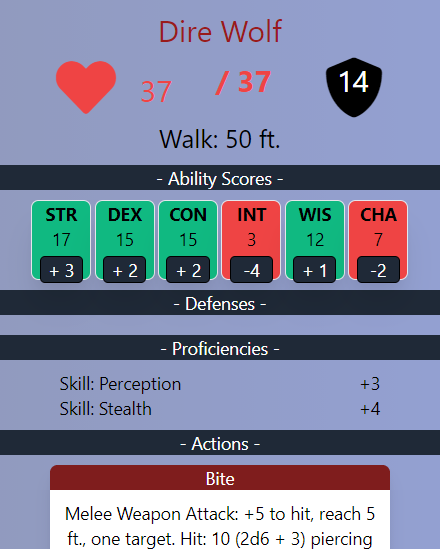 Dire Wolf
37 / 37 14
Walk: 50 ft.
- Ability Scores -
STR DEX CON INT WIS CHA
17 15 15 3 12 7
+ 3 + 2 + 2 -4 + 1 -2
- Defenses -
- Proficiencies -
Skill: Perception +3
Skill: Stealth +4
- Actions -
Bite
Melee Weapon Attack: +5 to hit, reach 5
ft., one target. Hit: 10 (2d6 + 3) piercing